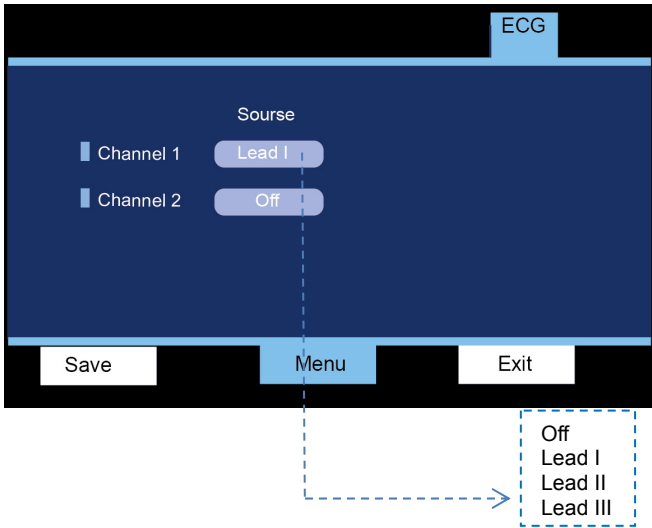 ECG
Sourse
Channel 1 Lead I
Channel 2 Off
Save Menu Exit
Off
Lead I
Lead II
Lead III